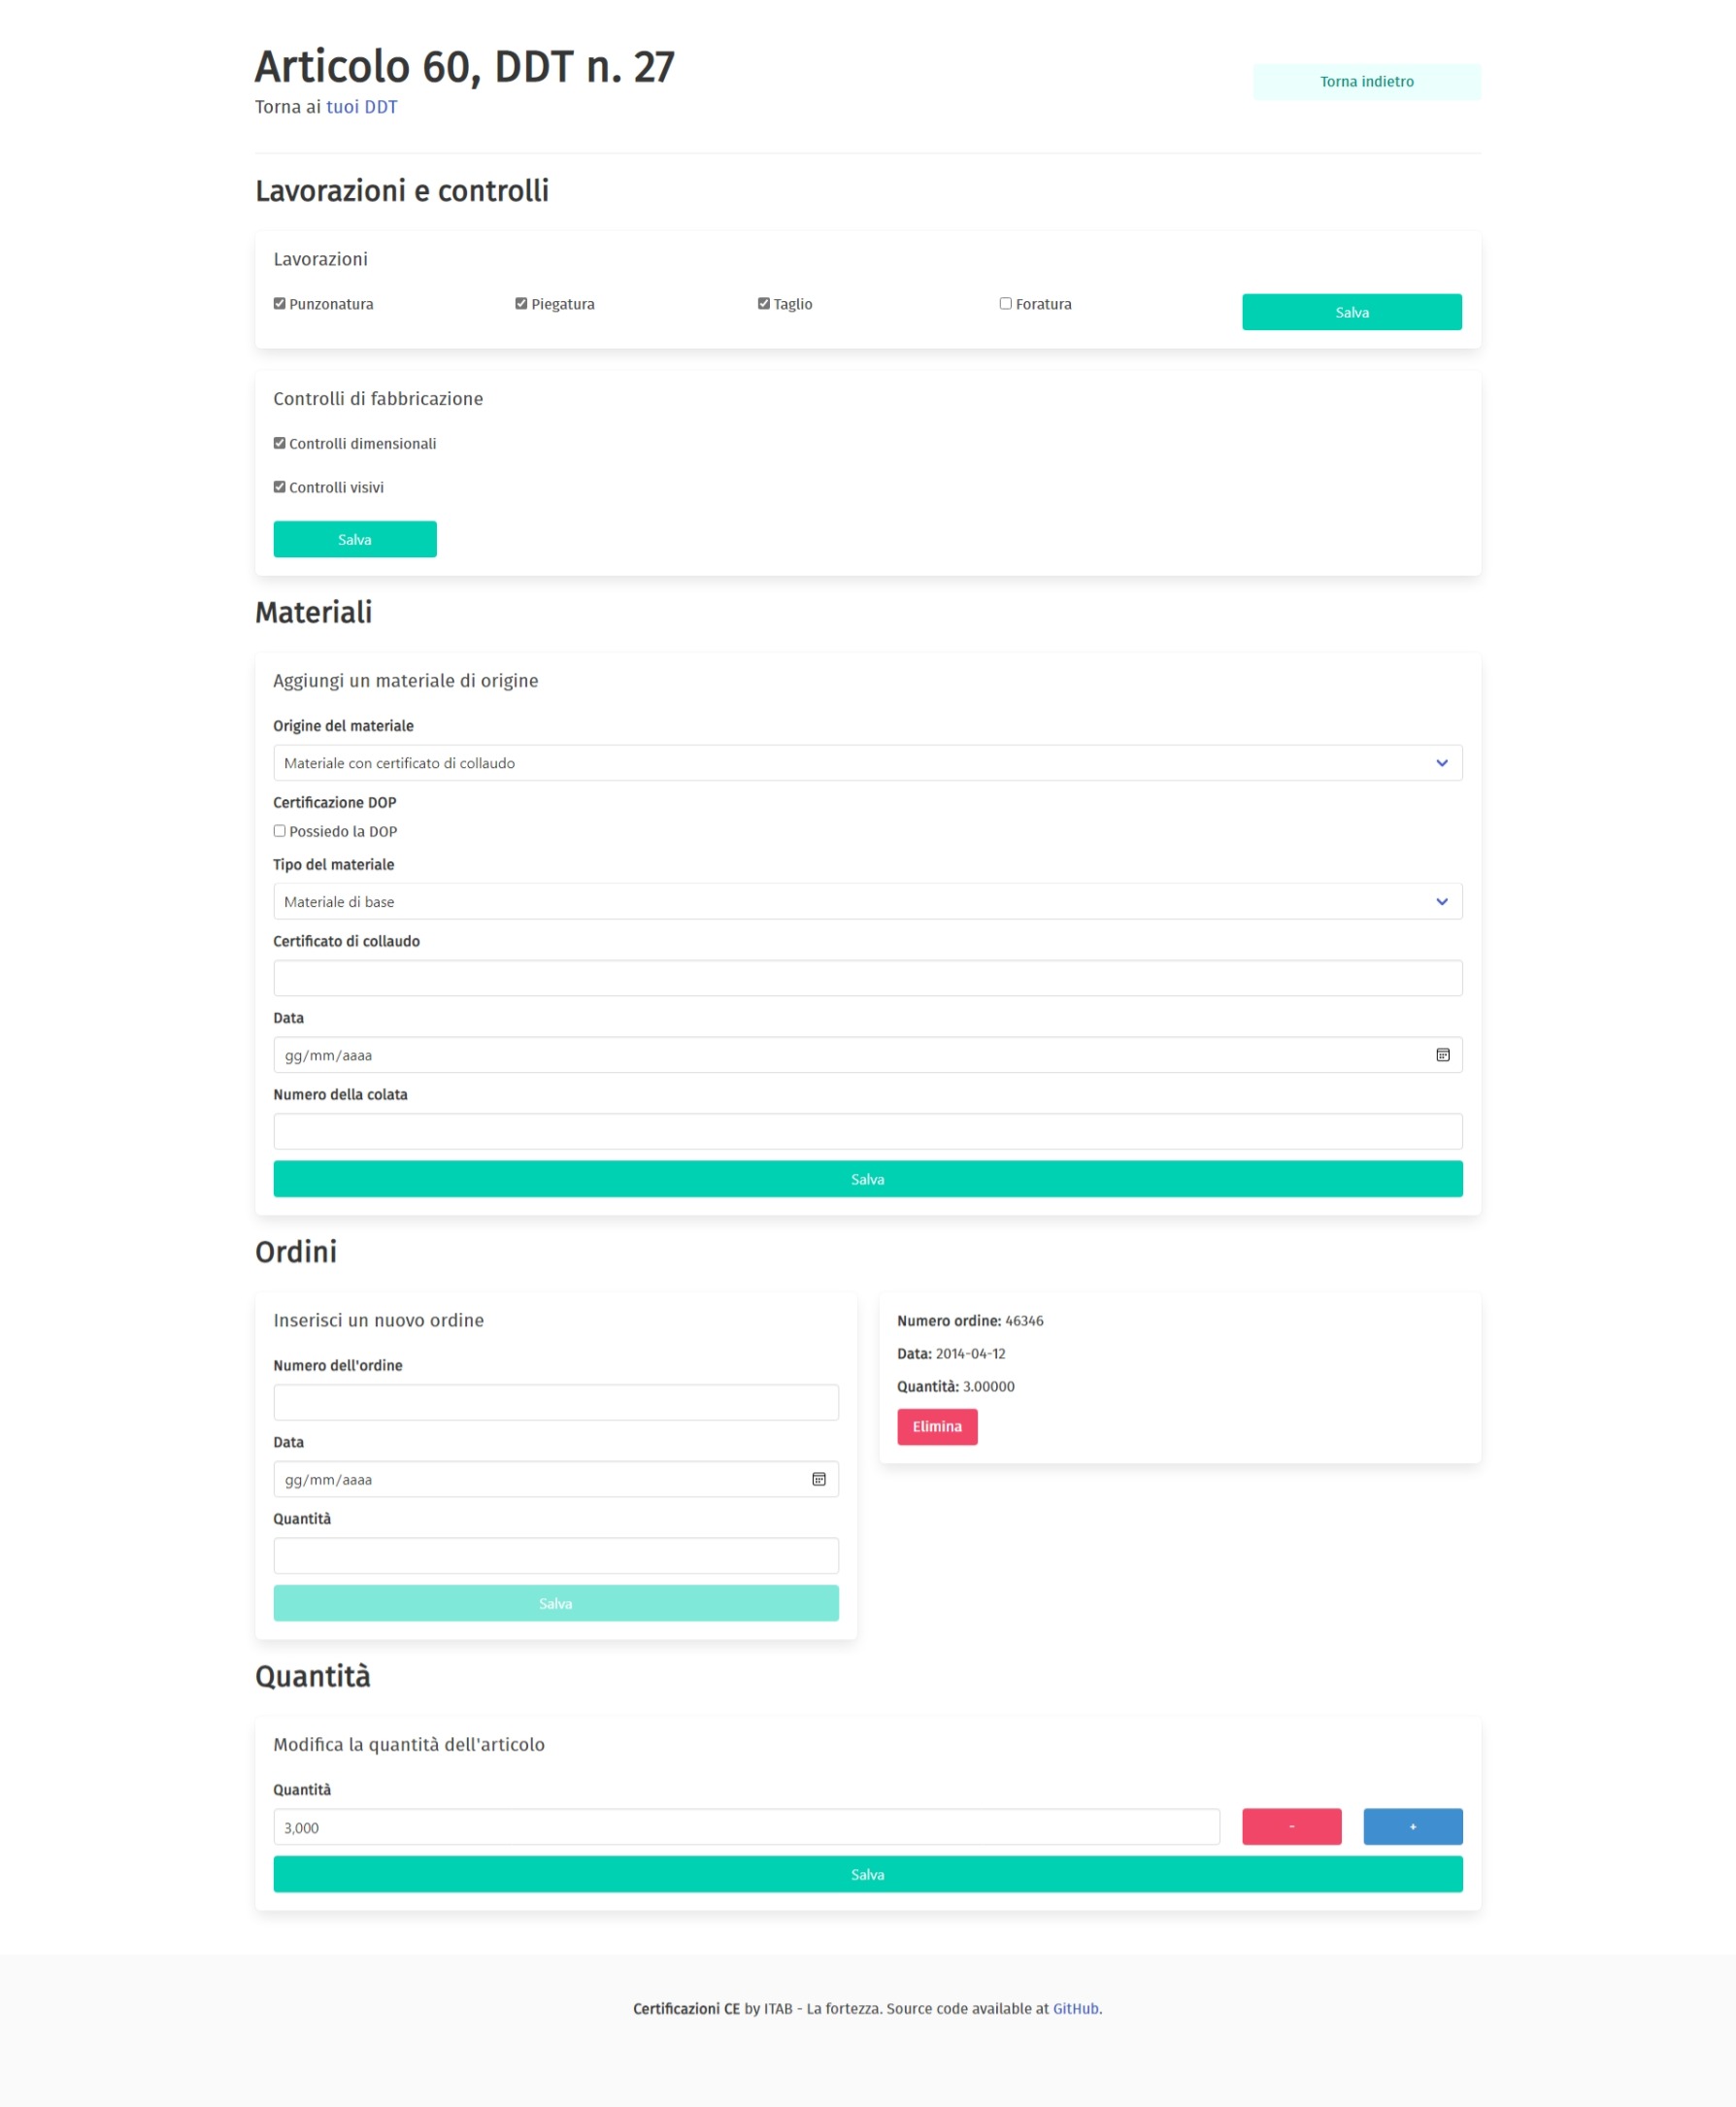 Articolo 60, DDT n. 27
Torna ai tuoi DDT
Torna indietro
Lavorazioni e controlli
Lavorazioni
Punzonatura
Piegatura
Taglio
Foratura
Salva
Controlli di fabbricazione
Controlli dimensionali
Controlli visivi
Salva
Materiali
Aggiungi un materiale di origine
Origine del materiale
Materiale con certificato di collaudo
Certificazione DOP
Possiedo la DOP
Tipo del materiale
Materiale di base
Certificato di collaudo
Data
gg/mm/aaaa
Numero della colata
Salva
Ordini
Inserisci un nuovo ordine
Numero dell'ordine
Data
gg/mm/aaaa
Quantità
Salva
Numero ordine: 46346
Data: 2014-04-12
Quantità: 3.00000
Elimina
Quantità
Modifica la quantità dell'articolo
Quantità
3,000
-
+
Salva
Certificazioni CE by ITAB - La fortezza. Source code available at GitHub.